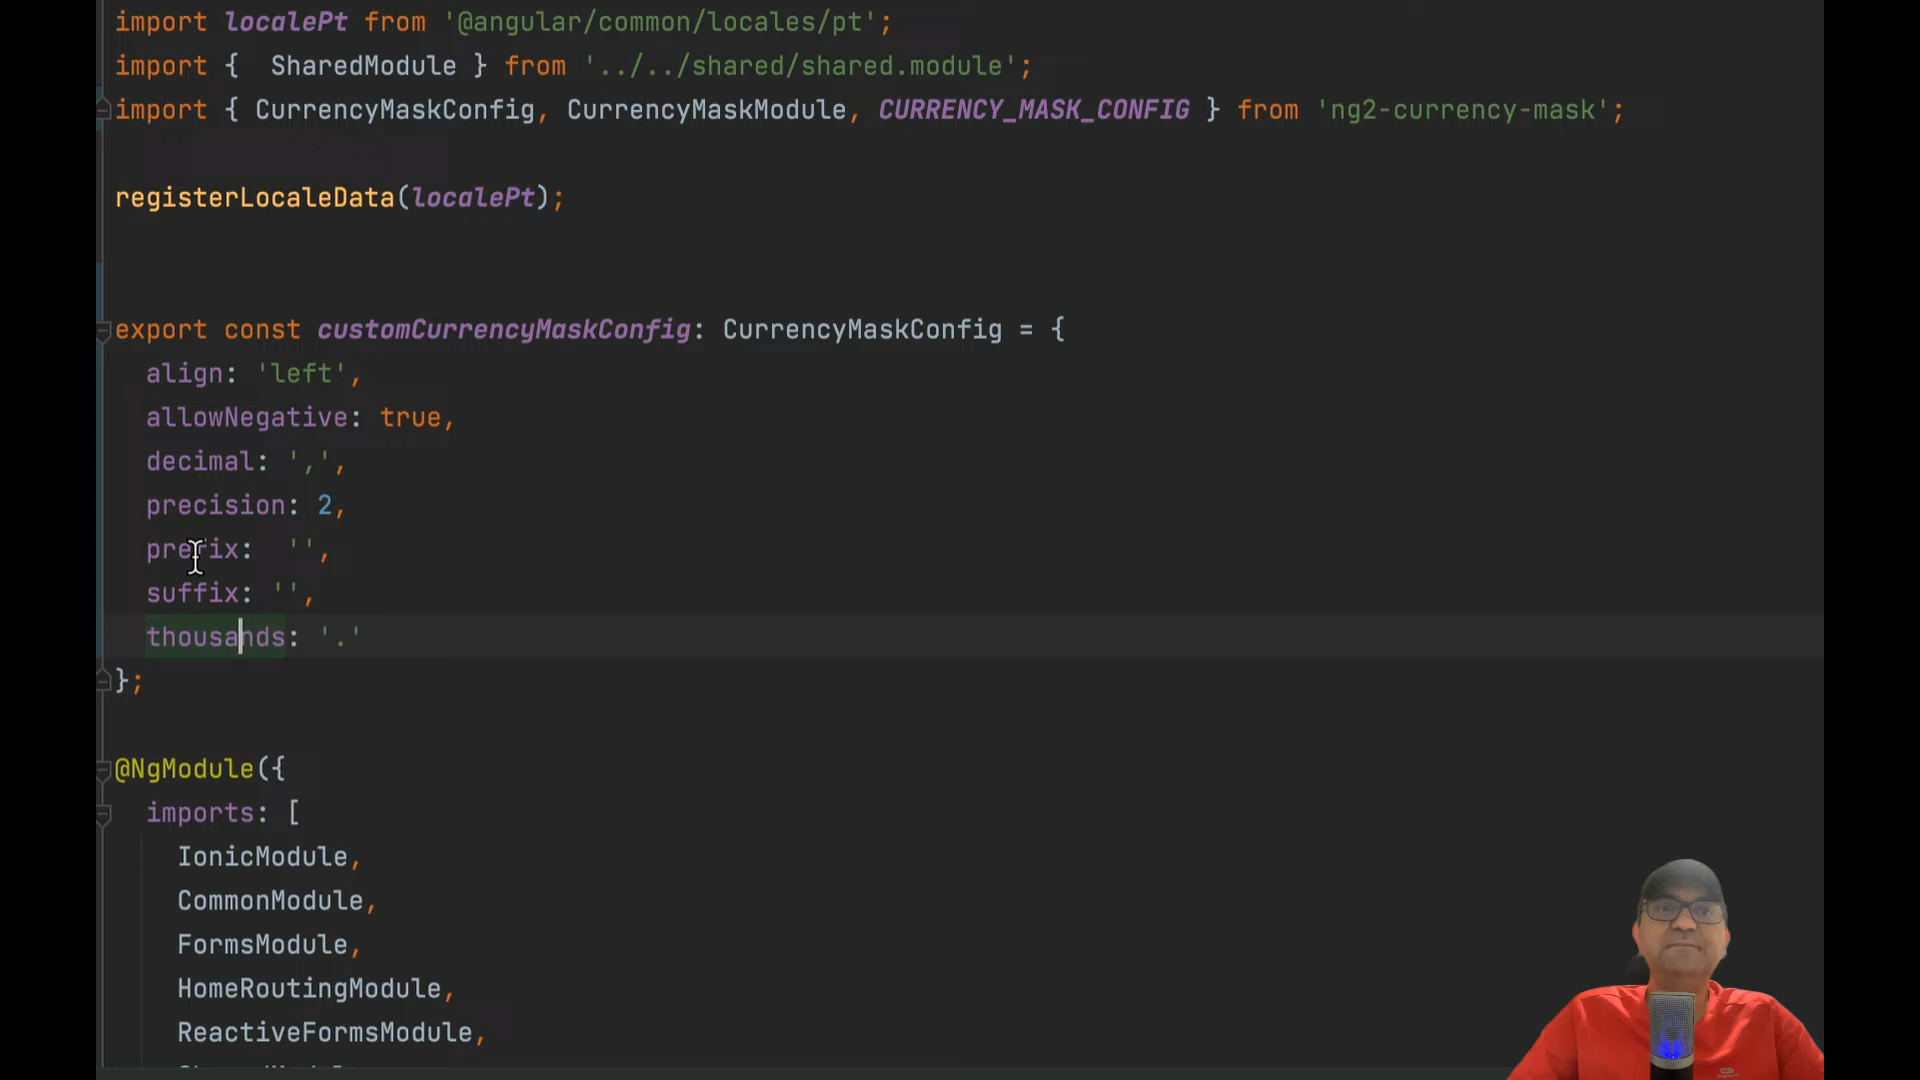 import localePt from '@angular/common/locales/pt';
import {  SharedModule } from '../../shared/shared.module';
import { CurrencyMaskConfig, CurrencyMaskModule, CURRENCY_MASK_CONFIG } from 'ng2-currency-mask';
registerLocaleData(localePt);
export const customCurrencyMaskConfig: CurrencyMaskConfig = {
  align: 'left',
  allowNegative: true,
  decimal: ',',
  precision: 2,
  prefix:  '',
  suffix: '',
  thousands: '.'
};
@NgModule({
  imports: [
    IonicModule,
    CommonModule,
    FormsModule,
    HomeRoutingModule,
    ReactiveFormsModule,